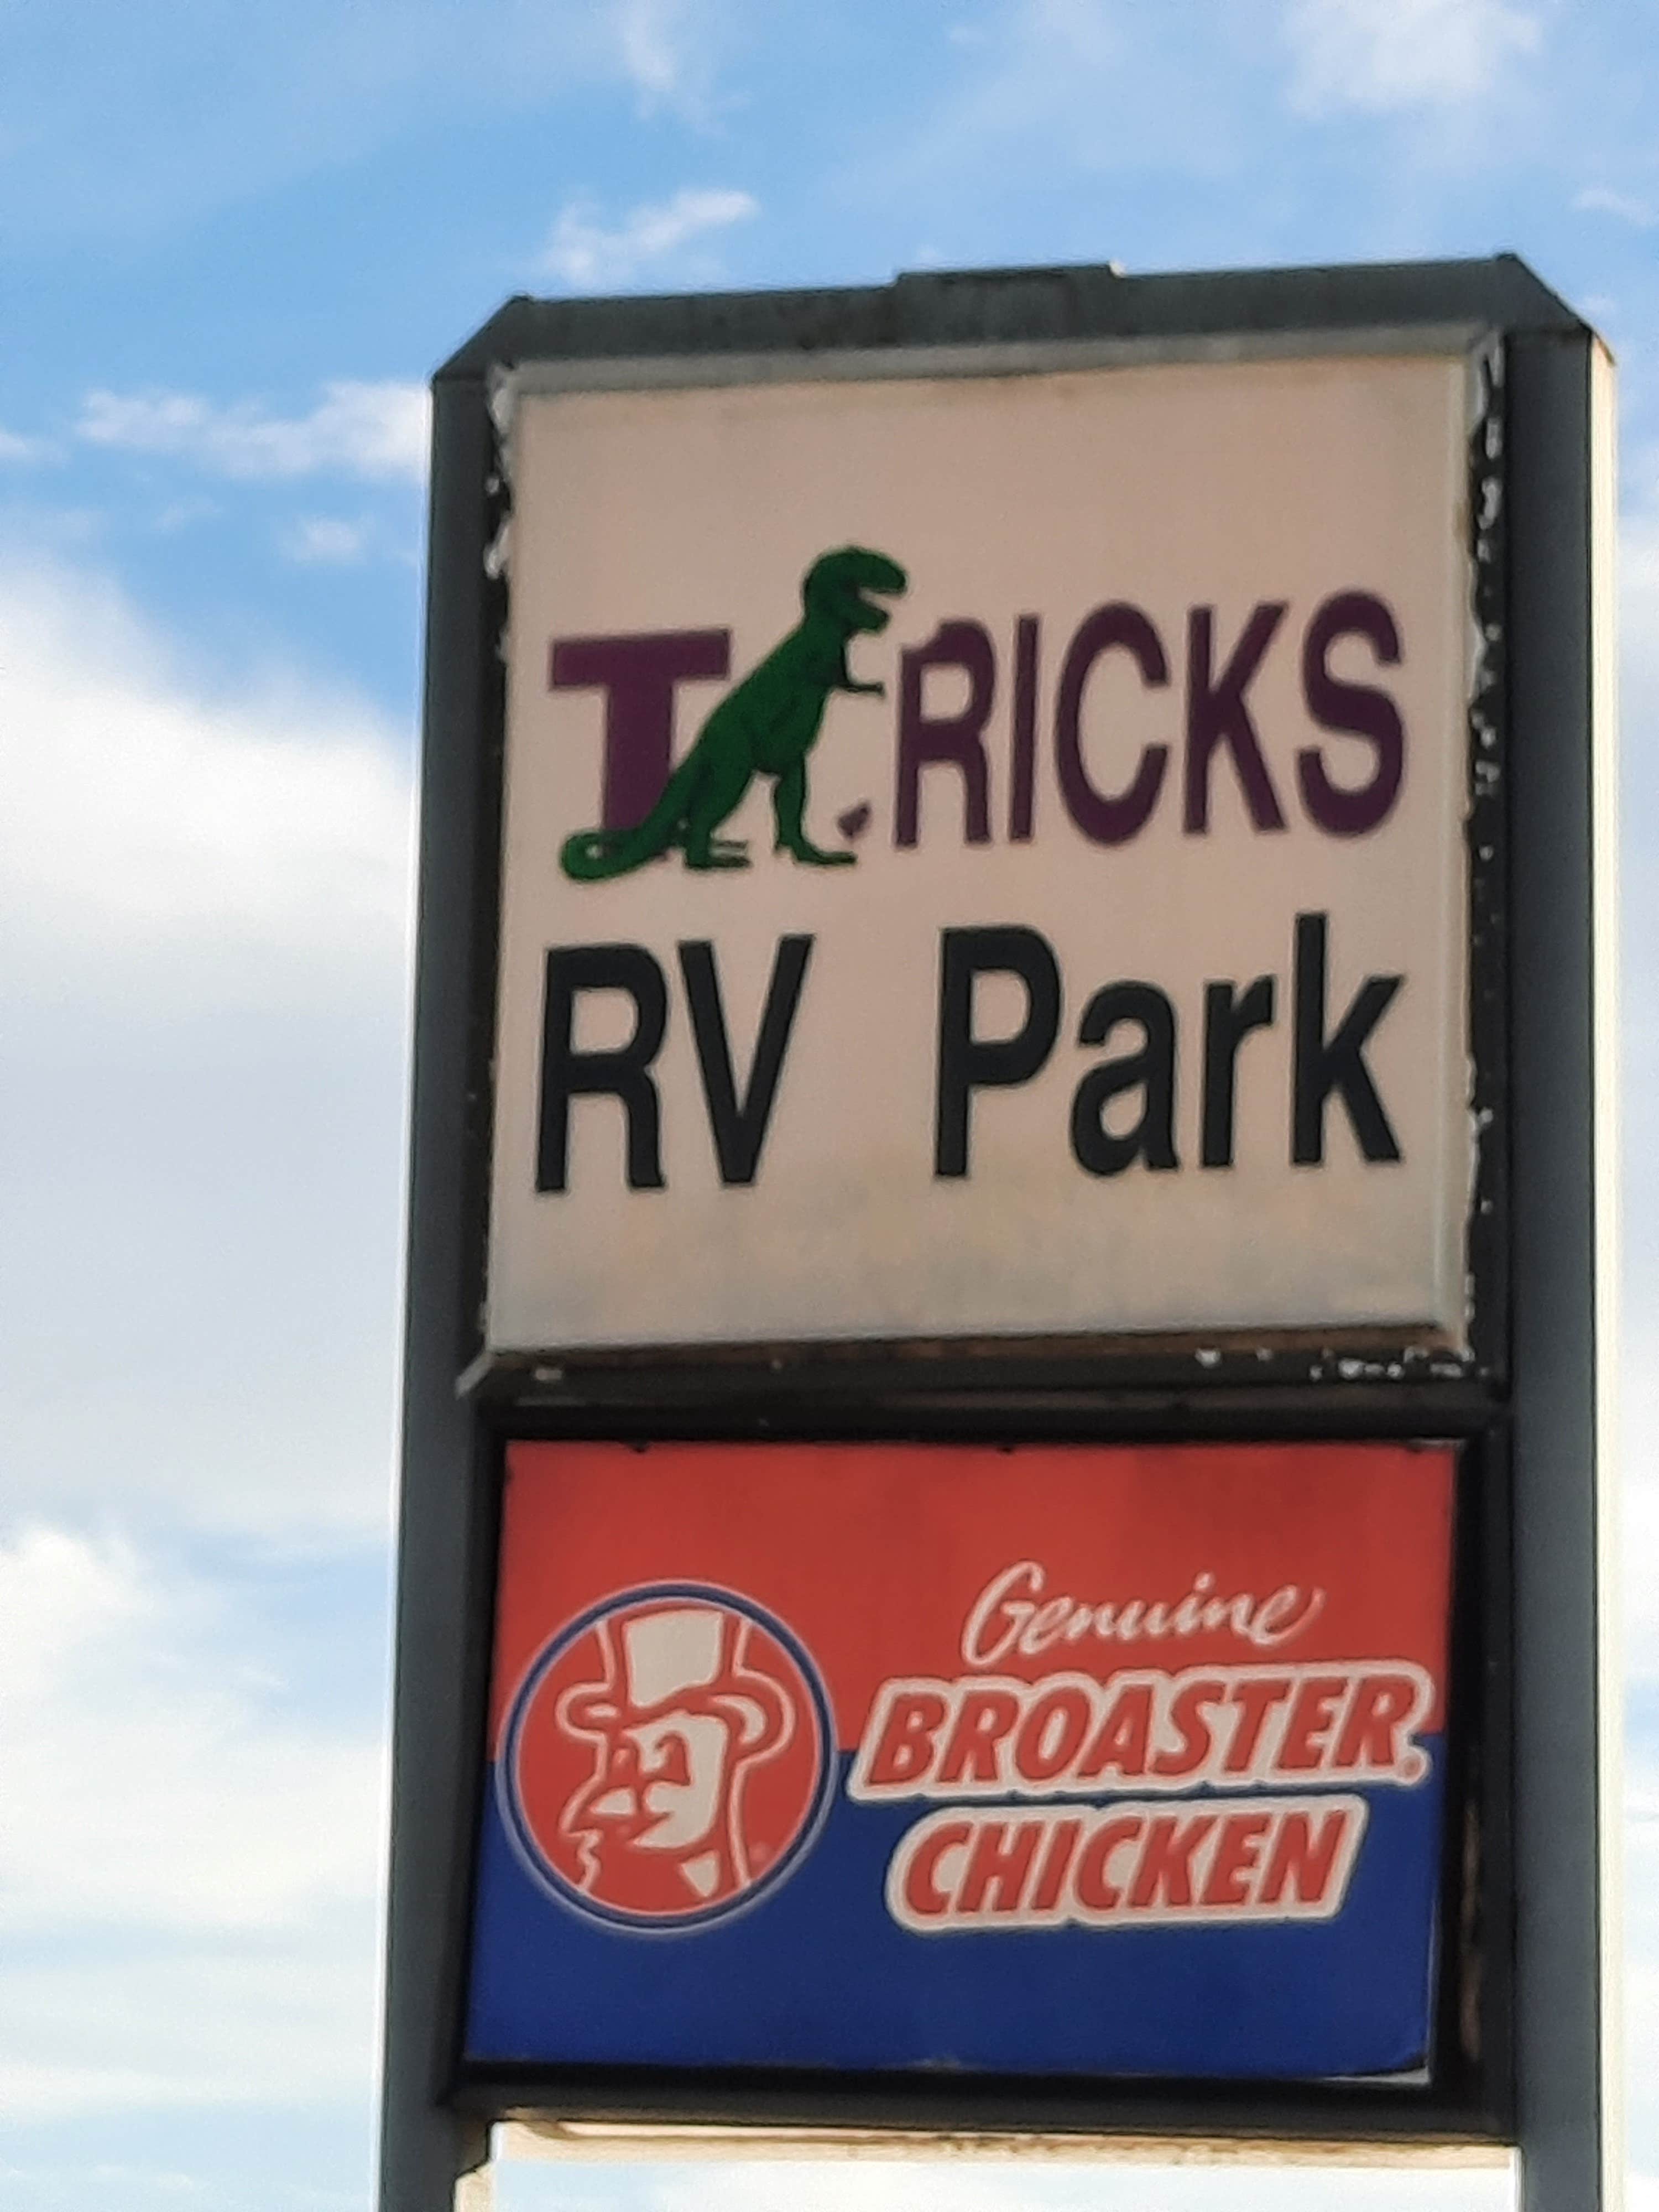 T RICKS
RV Park
Genuine
BROASTER
CHICKEN